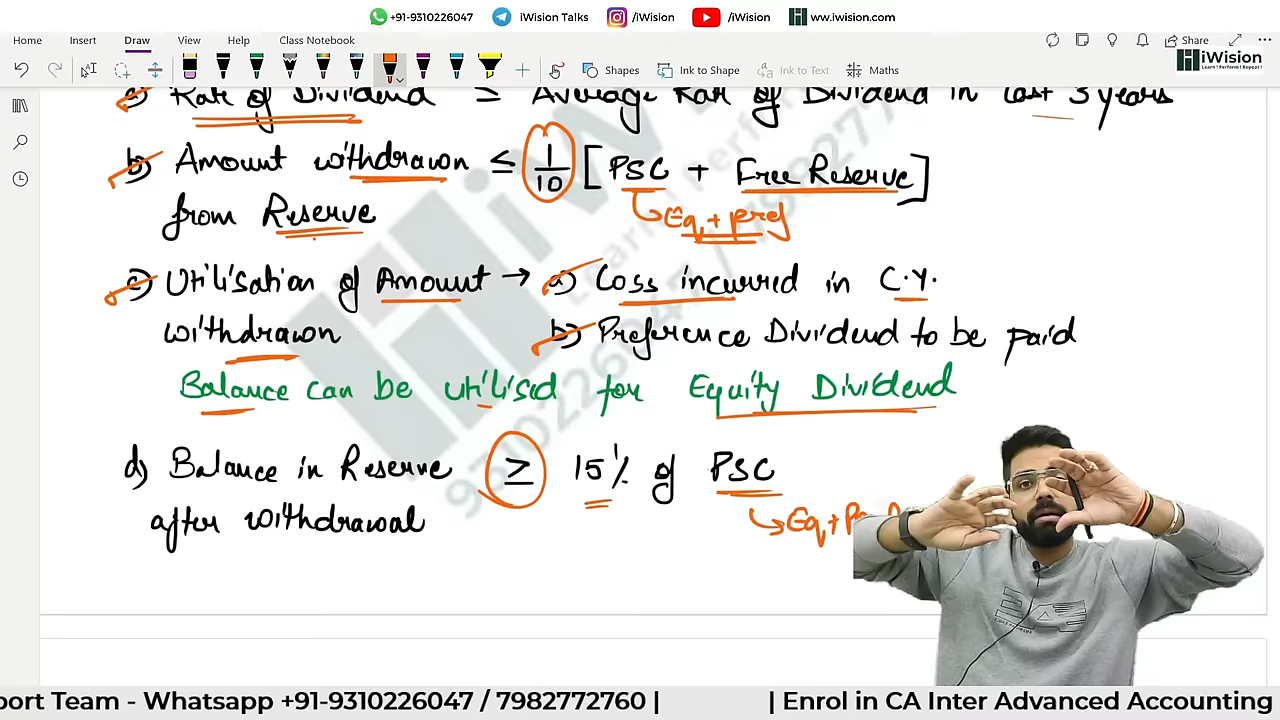 +91-9310226047 iWision Talks /iWision /iWision ww.iwision.com
Home Insert Draw View Help Class Notebook Share
Shapes Ink to Shape Ink to Text Maths
iWision
Learn ! Perform ! Repeat !
Rate of Dividend ≤ Average Rate of Dividend in last 3 years
b) Amount withdrawn ≤ 1/10 [PSC + Free Reserve]
from Reserve
Eq + pref
c) Utilisation of Amount → a) Loss incurred in C.Y.
withdrawn b) Preference Dividend to be paid
Balance can be utilised for Equity Dividend
d) Balance in Reserve ≥ 15% of PSC
after withdrawal
Eq+
port Team - Whatsapp +91-9310226047 / 7982772760 | | Enrol in CA Inter Advanced Accounting